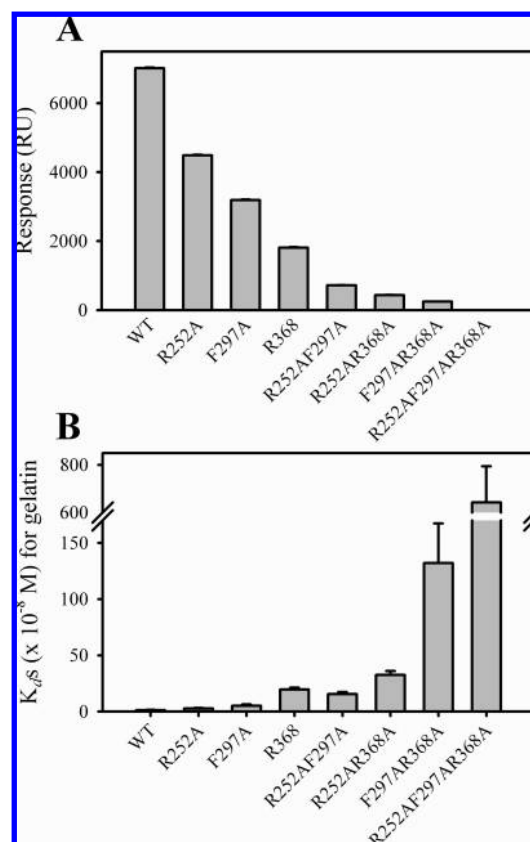 A
Response (RU)
6000
4000
2000
0
WT
R252A
F297A
R368
R252AF297A
R252AR368A
F297AR368A
R252AF297AR368A
B
K_ds (x 10⁻⁸ M) for gelatin
800
600
150
100
50
0
WT
R252A
F297A
R368
R252AF297A
R252AR368A
F297AR368A
R252AF297AR368A